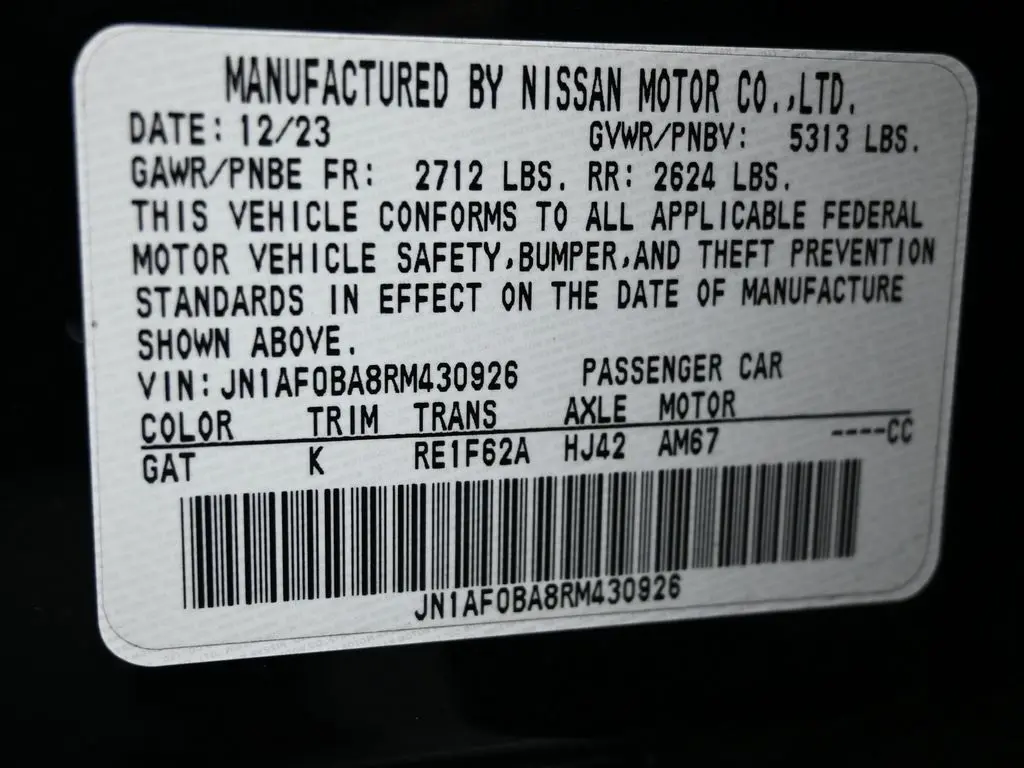 MANUFACTURED BY NISSAN MOTOR CO.,LTD.
DATE: 12/23 GVWR/PNBV: 5313 LBS.
GAWR/PNBE FR: 2712 LBS. RR: 2624 LBS.
THIS VEHICLE CONFORMS TO ALL APPLICABLE FEDERAL
MOTOR VEHICLE SAFETY,BUMPER,AND THEFT PREVENTION
STANDARDS IN EFFECT ON THE DATE OF MANUFACTURE
SHOWN ABOVE.
VIN: JN1AF0BA8RM430926 PASSENGER CAR
COLOR TRIM TRANS AXLE MOTOR
GAT K RE1F62A HJ42 AM67 ----CC
JN1AF0BA8RM430926